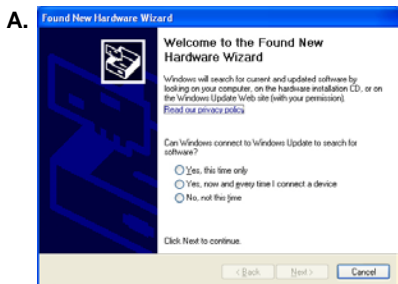 A.
Found New Hardware Wizard
Welcome to the Found New
Hardware Wizard
Windows will search for current and updated software by
looking on your computer, on the hardware installation CD, or on
the Windows Update Web site (with your permission).
Read our privacy policy
Can Windows connect to Windows Update to search for
software?
Yes, this time only
Yes, now and every time I connect a device
No, not this time
Click Next to continue.
< Back
Next >
Cancel